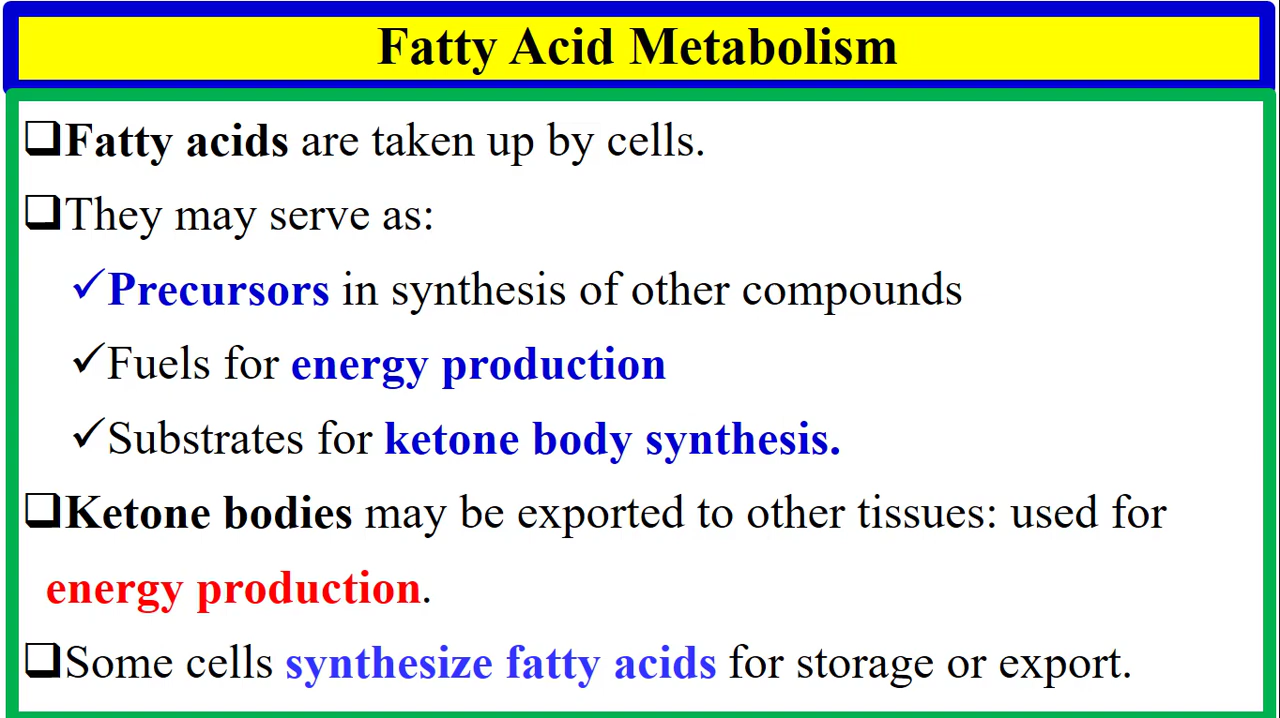 Fatty Acid Metabolism
❑Fatty acids are taken up by cells.
❑They may serve as:
✓Precursors in synthesis of other compounds
✓Fuels for energy production
✓Substrates for ketone body synthesis.
❑Ketone bodies may be exported to other tissues: used for
energy production.
❑Some cells synthesize fatty acids for storage or export.